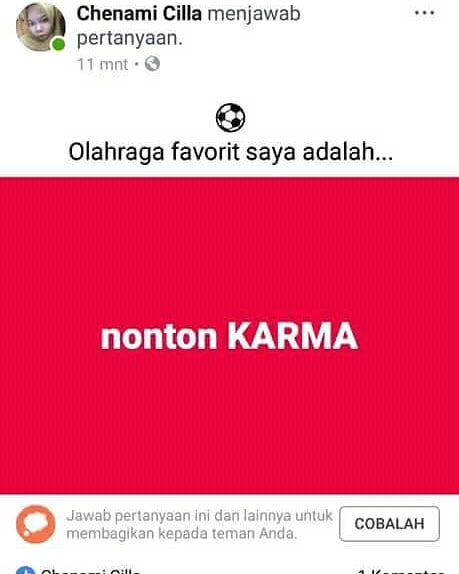 Chenami Cilla menjawab
pertanyaan.
11 mnt •
Olahraga favorit saya adalah...
nonton KARMA
Jawab pertanyaan ini dan lainnya untuk
membagikan kepada teman Anda.
COBALAH
Chenami Cilla
1 Komentar